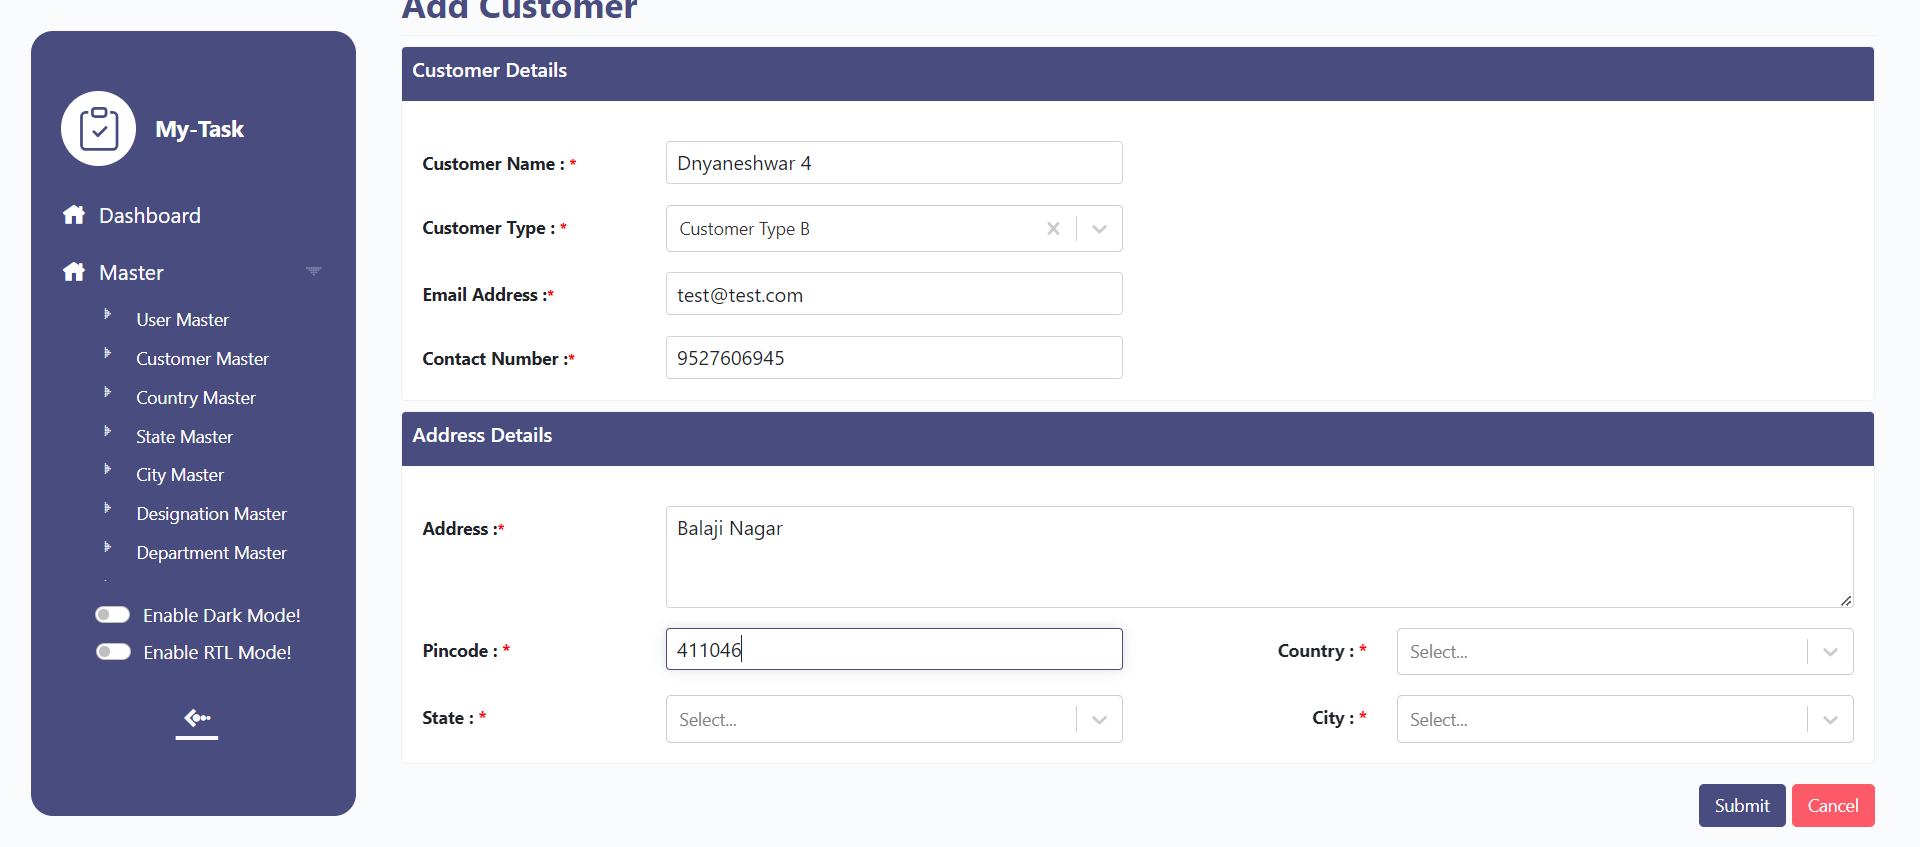 Add Customer
My-Task
Dashboard
Master
User Master
Customer Master
Country Master
State Master
City Master
Designation Master
Department Master
Enable Dark Mode!
Enable RTL Mode!
Customer Details
Customer Name : * Dnyaneshwar 4
Customer Type : * Customer Type B
Email Address :* test@test.com
Contact Number :* 9527606945
Address Details
Address :* Balaji Nagar
Pincode : * 411046 Country : * Select...
State : * Select... City : * Select...
Submit Cancel